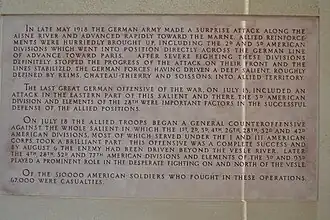 IN LATE MAY 1918 THE GERMAN ARMY MADE A SURPRISE ATTACK ALONG THE
AISNE RIVER AND ADVANCED RAPIDLY TOWARD THE MARNE. ALLIED REINFORCE-
MENTS WERE HURRIEDLY BROUGHT UP, INCLUDING THE 2D AND 3D AMERICAN
DIVISIONS WHICH WENT INTO POSITION DIRECTLY ACROSS THE GERMAN LINE
OF ADVANCE TOWARD PARIS. AFTER SEVERE FIGHTING THESE DIVISIONS
DEFINITELY STOPPED THE PROGRESS OF THE ATTACK ON THEIR FRONT AND THE
LINES STABILIZED, THE GERMAN FORCES HAVING DRIVEN A DEEP SALIENT, ROUGHLY
DEFINED BY REIMS, CHATEAU-THIERRY AND SOISSONS INTO ALLIED TERRITORY.
THE LAST GREAT GERMAN OFFENSIVE OF THE WAR, ON JULY 15, INCLUDED AN
ATTACK IN THE EASTERN PART OF THIS SALIENT AND THERE THE 3D AMERICAN
DIVISION AND ELEMENTS OF THE 28TH WERE IMPORTANT FACTORS IN THE SUCCESSFUL
DEFENSE OF THE ALLIED POSITIONS.
ON JULY 18 THE ALLIED TROOPS BEGAN A GENERAL COUNTEROFFENSIVE
AGAINST THE WHOLE SALIENT IN WHICH THE 1ST, 2D, 3D, 4TH, 26TH, 28TH, 32D AND 42D
AMERICAN DIVISIONS, MOST OF WHICH SERVED UNDER THE I AND III AMERICAN
CORPS, TOOK A BRILLIANT PART. THIS OFFENSIVE WAS A COMPLETE SUCCESS AND
BY AUGUST 6 THE ENEMY HAD BEEN DRIVEN BEYOND THE VESLE RIVER. LATER
THE 4TH, 28TH, 32D AND 77TH AMERICAN DIVISIONS AND ELEMENTS OF THE 3D AND 93D
PLAYED A PROMINENT ROLE IN THE DESPERATE FIGHTING ON AND NORTH OF THE VESLE.
OF THE 310000 AMERICAN SOLDIERS WHO FOUGHT IN THESE OPERATIONS,
67000 WERE CASUALTIES.